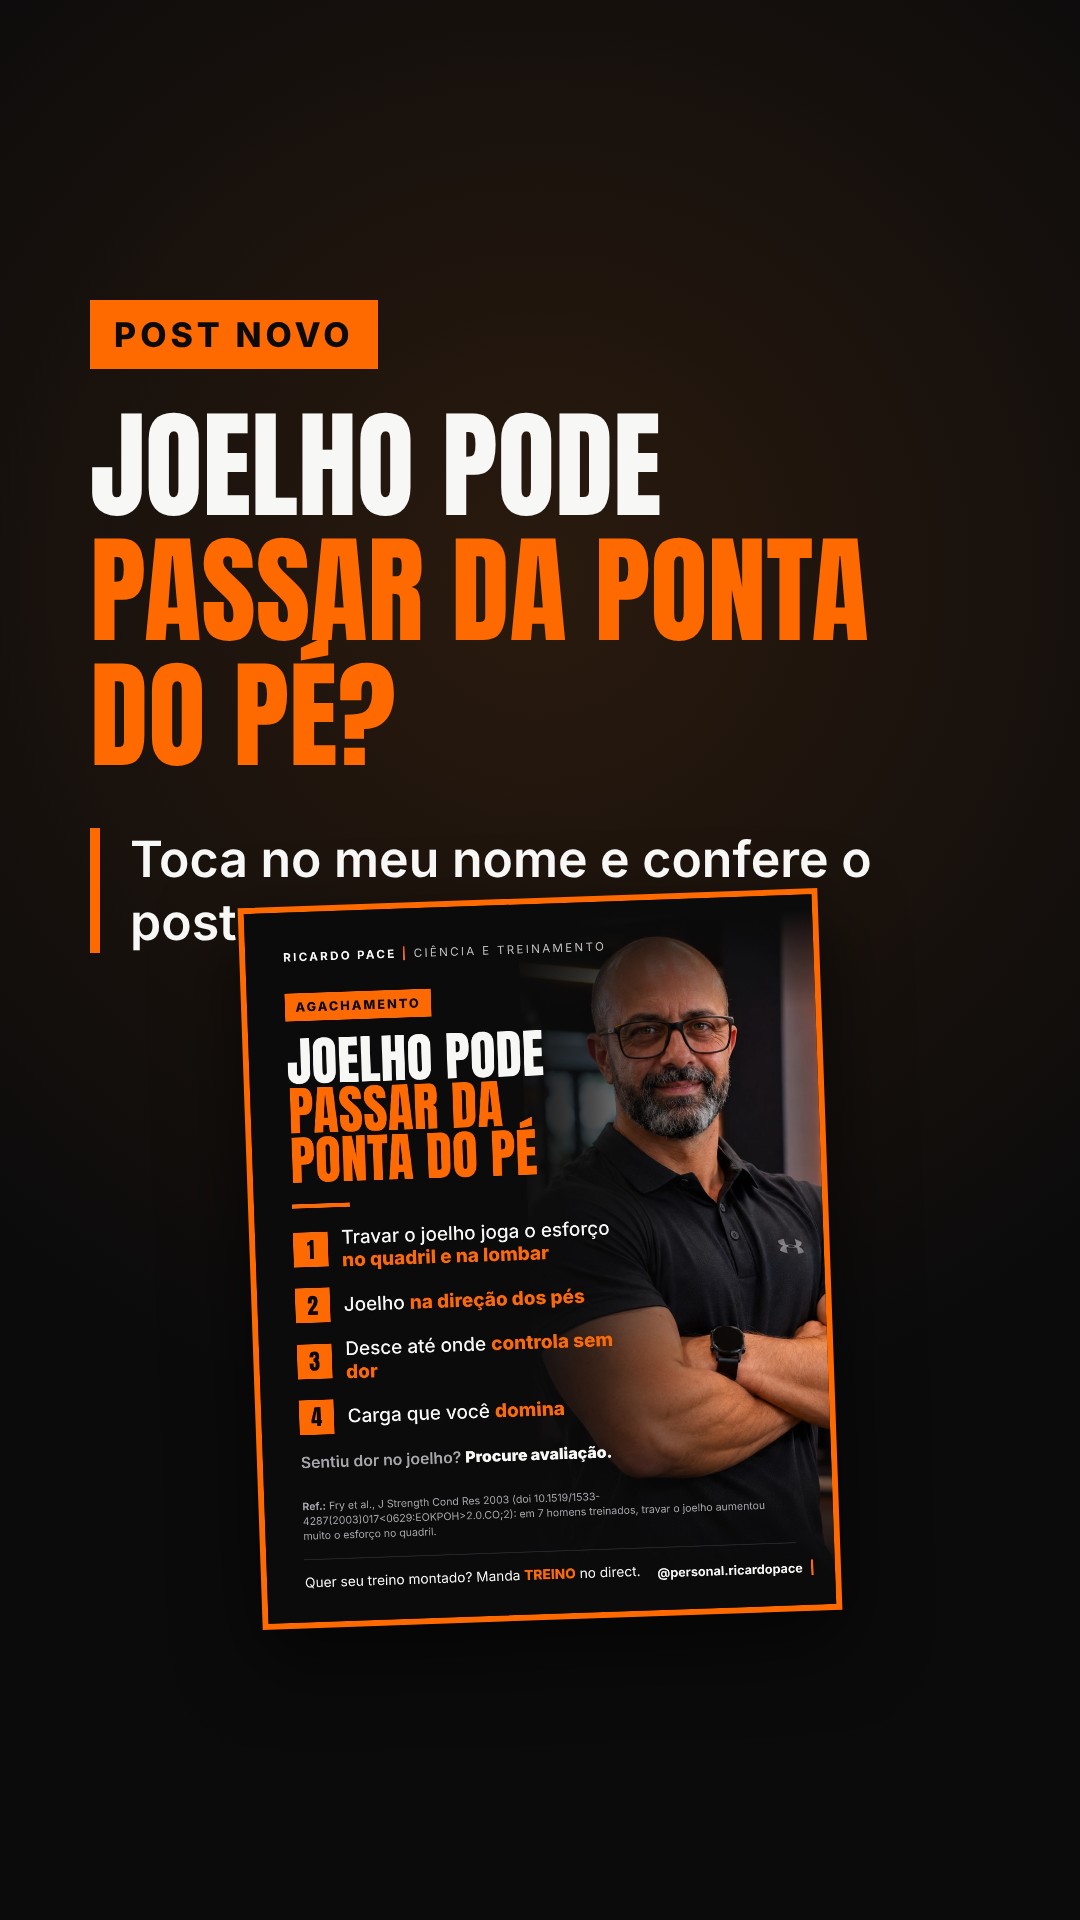 POST NOVO
JOELHO PODE
PASSAR DA PONTA
DO PÉ?
Toca no meu nome e confere o
post
RICARDO PACE | CIÊNCIA E TREINAMENTO
AGACHAMENTO
JOELHO PODE
PASSAR DA
PONTA DO PÉ
1 Travar o joelho joga o esforço
no quadril e na lombar
2 Joelho na direção dos pés
3 Desce até onde controla sem
dor
4 Carga que você domina
Sentiu dor no joelho? Procure avaliação.
Ref.: Fry et al., J Strength Cond Res 2003 (doi 10.1519/1533-
4287(2003)017<0629:EOKPOH>2.0.CO;2): em 7 homens treinados, travar o joelho aumentou
muito o esforço no quadril.
Quer seu treino montado? Manda TREINO no direct. @personal.ricardopace